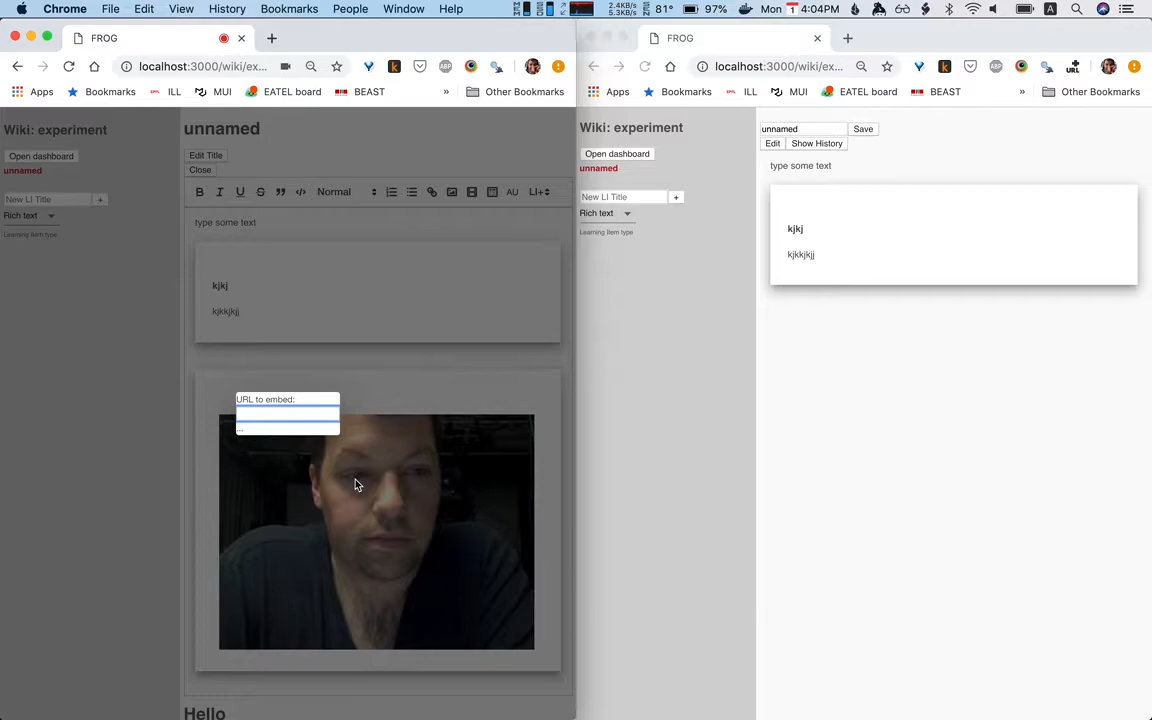 Chrome File Edit View History Bookmarks People Window Help 2.4KB/s 5.3KB/s 81° 97% Mon 1 4:04PM A
FROG
localhost:3000/wiki/ex...
Apps Bookmarks ILL MUI EATEL board BEAST » Other Bookmarks
Wiki: experiment
Open dashboard
unnamed
New LI Title +
Rich text
Learning Item type
unnamed
Edit Title
Close
B I U S Normal AU LI+
type some text
kjkj
kjkkjkjj
URL to embed:
...
Hello
FROG
localhost:3000/wiki/ex...
URL
Apps Bookmarks ILL MUI EATEL board BEAST » Other Bookmarks
Wiki: experiment
Open dashboard
unnamed
New LI Title +
Rich text
Learning Item type
unnamed Save
Edit Show History
type some text
kjkj
kjkkjkjj